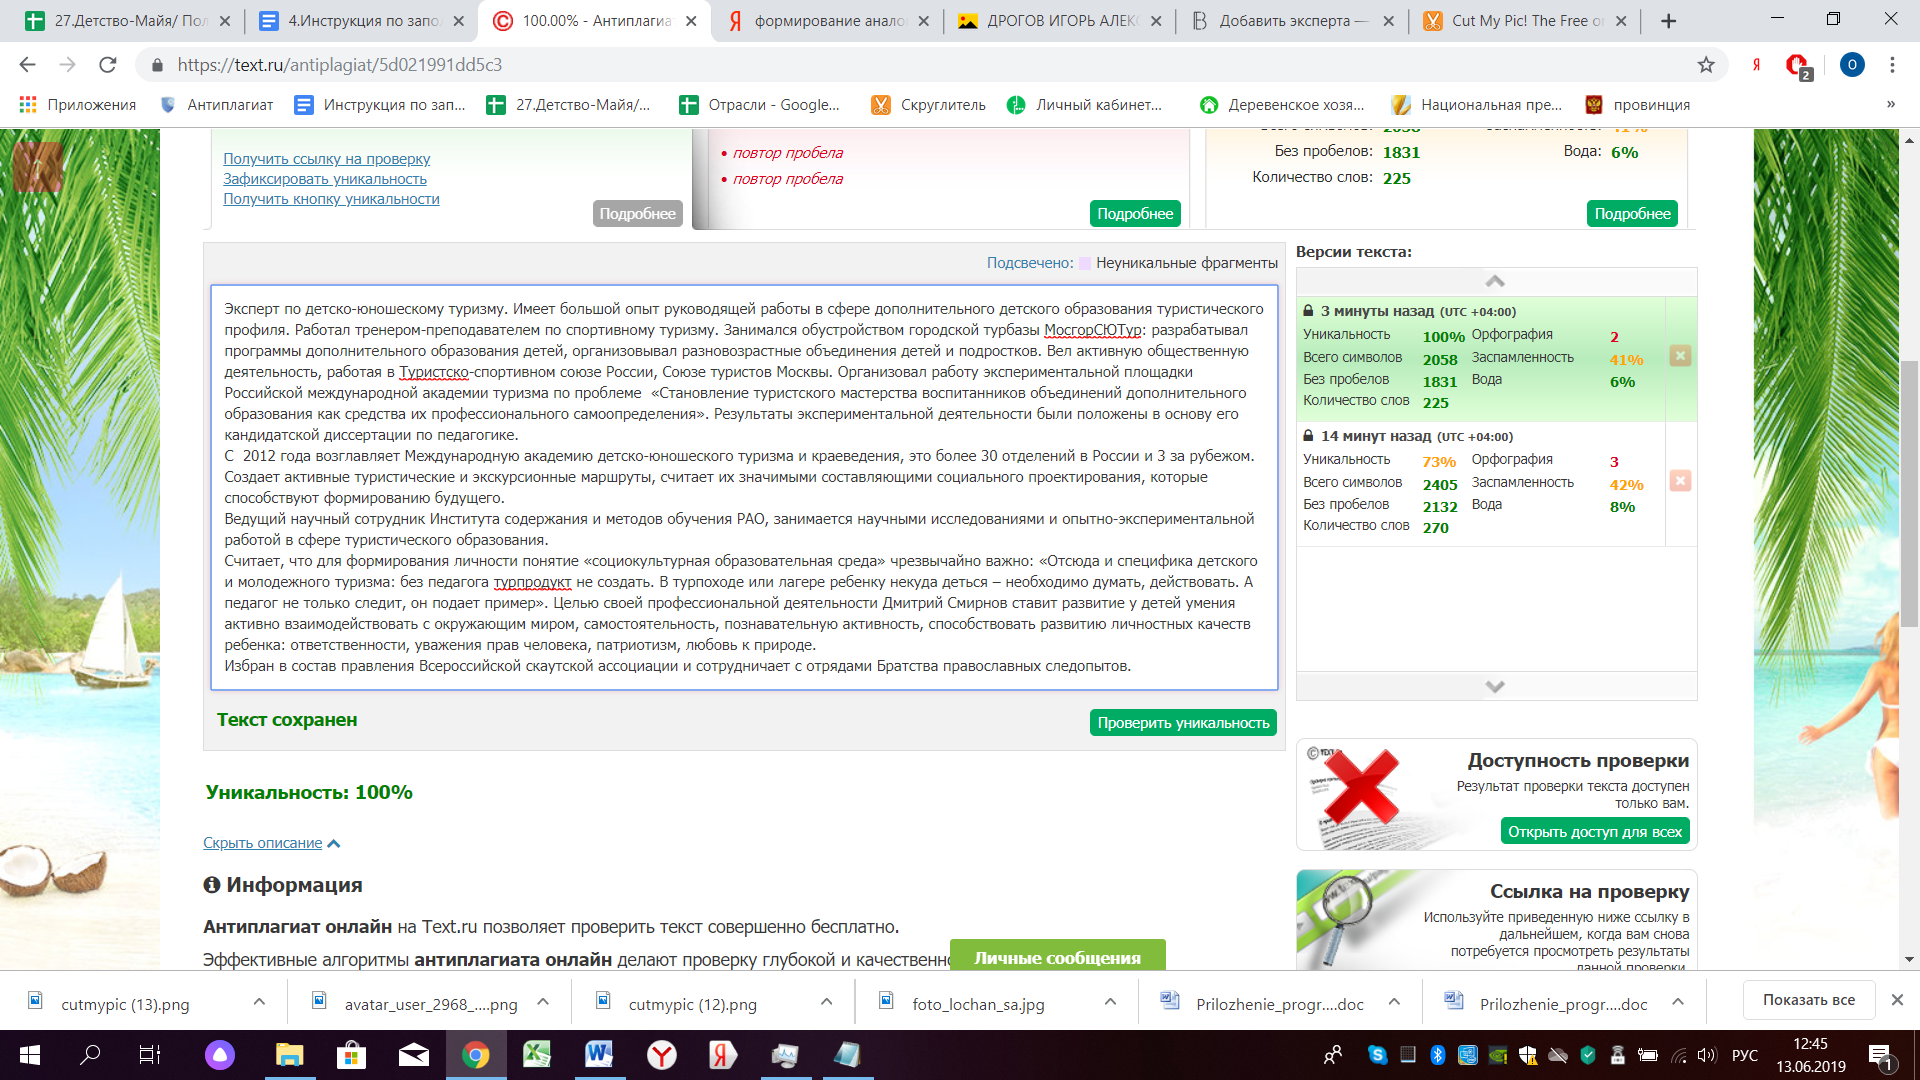 27.Детство-Майя/ Пол
4.Инструкция по запо
100.00% - Антиплагиа
формирование анало
ДРОГОВ ИГОРЬ АЛЕК
Добавить эксперта —
Cut My Pic! The Free o
https://text.ru/antiplagiat/5d021991dd5c3
2
O
Приложения
Антиплагиат
Инструкция по зап...
27.Детство-Майя/...
Отрасли - Google...
Скруглитель
Личный кабинет...
Деревенское хозя...
Национальная пре...
провинция
»
Получить ссылку на проверку
Зафиксировать уникальность
Получить кнопку уникальности
Подробнее
• повтор пробела
• повтор пробела
Подробнее
Без пробелов: 1831
Вода: 6%
Количество слов: 225
Подробнее
Подсвечено: Неуникальные фрагменты
Эксперт по детско-юношескому туризму. Имеет большой опыт руководящей работы в сфере дополнительного детского образования туристического
профиля. Работал тренером-преподавателем по спортивному туризму. Занимался обустройством городской турбазы МосгорСЮТур: разрабатывал
программы дополнительного образования детей, организовывал разновозрастные объединения детей и подростков. Вел активную общественную
деятельность, работая в Туристско-спортивном союзе России, Союзе туристов Москвы. Организовал работу экспериментальной площадки
Российской международной академии туризма по проблеме  «Становление туристского мастерства воспитанников объединений дополнительного
образования как средства их профессионального самоопределения». Результаты экспериментальной деятельности были положены в основу его
кандидатской диссертации по педагогике.
С  2012 года возглавляет Международную академию детско-юношеского туризма и краеведения, это более 30 отделений в России и 3 за рубежом.
Создает активные туристические и экскурсионные маршруты, считает их значимыми составляющими социального проектирования, которые
способствуют формированию будущего.
Ведущий научный сотрудник Института содержания и методов обучения РАО, занимается научными исследованиями и опытно-экспериментальной
работой в сфере туристического образования.
Считает, что для формирования личности понятие «социокультурная образовательная среда» чрезвычайно важно: «Отсюда и специфика детского
и молодежного туризма: без педагога турпродукт не создать. В турпоходе или лагере ребенку некуда деться – необходимо думать, действовать. А
педагог не только следит, он подает пример». Целью своей профессиональной деятельности Дмитрий Смирнов ставит развитие у детей умения
активно взаимодействовать с окружающим миром, самостоятельность, познавательную активность, способствовать развитию личностных качеств
ребенка: ответственности, уважения прав человека, патриотизм, любовь к природе.
Избран в состав правления Всероссийской скаутской ассоциации и сотрудничает с отрядами Братства православных следопытов.
Текст сохранен
Проверить уникальность
Версии текста:
3 минуты назад (UTC +04:00)
Уникальность 100% Орфография 2
Всего символов 2058 Заспамленность 41%
Без пробелов 1831 Вода 6%
Количество слов 225
14 минут назад (UTC +04:00)
Уникальность 73% Орфография 3
Всего символов 2405 Заспамленность 42%
Без пробелов 2132 Вода 8%
Количество слов 270
Уникальность: 100%
Скрыть описание
Информация
Антиплагиат онлайн на Text.ru позволяет проверить текст совершенно бесплатно.
Эффективные алгоритмы антиплагиата онлайн делают проверку глубокой и качественно
Личные сообщения
Доступность проверки
Результат проверки текста доступен
только вам.
Открыть доступ для всех
Ссылка на проверку
Используйте приведенную ниже ссылку в
дальнейшем, когда вам снова
потребуется просмотреть результаты
данной проверки.
cutmypic (13).png
avatar_user_2968_....png
cutmypic (12).png
foto_lochan_sa.jpg
Prilozhenie_progr....doc
Prilozhenie_progr....doc
Показать все
РУС
12:45
13.06.2019
1